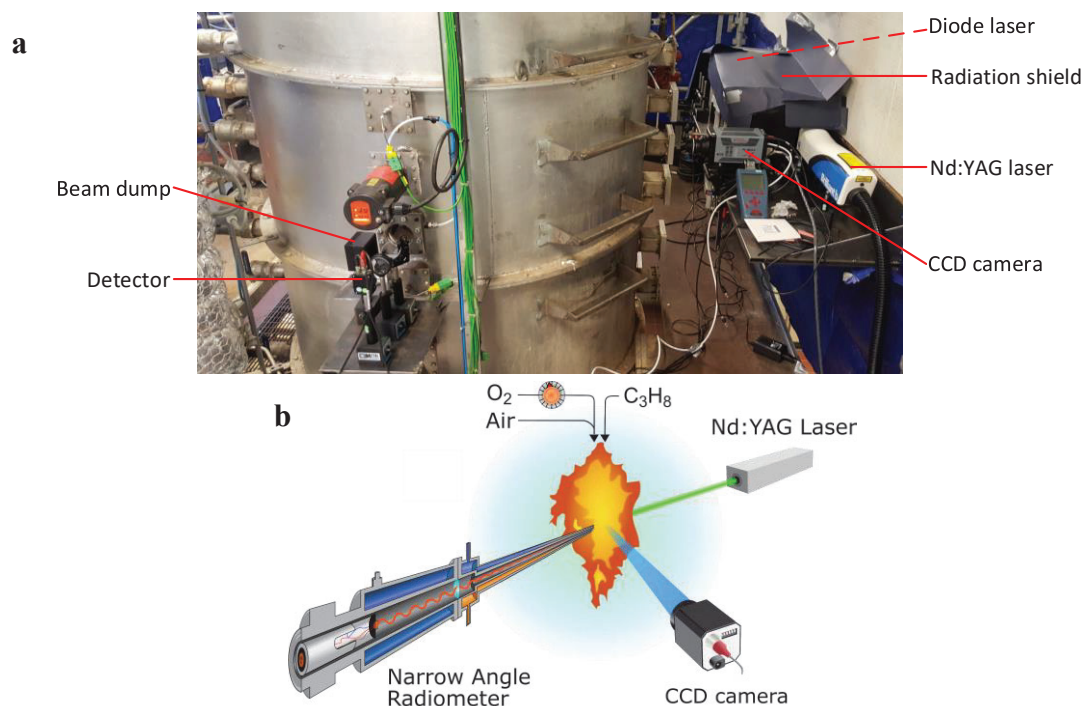 a
Diode laser
Radiation shield
Nd:YAG laser
Beam dump
Detector
CCD camera
b
O₂
C₃H₈
Air
Nd:YAG Laser
Narrow Angle
Radiometer
CCD camera